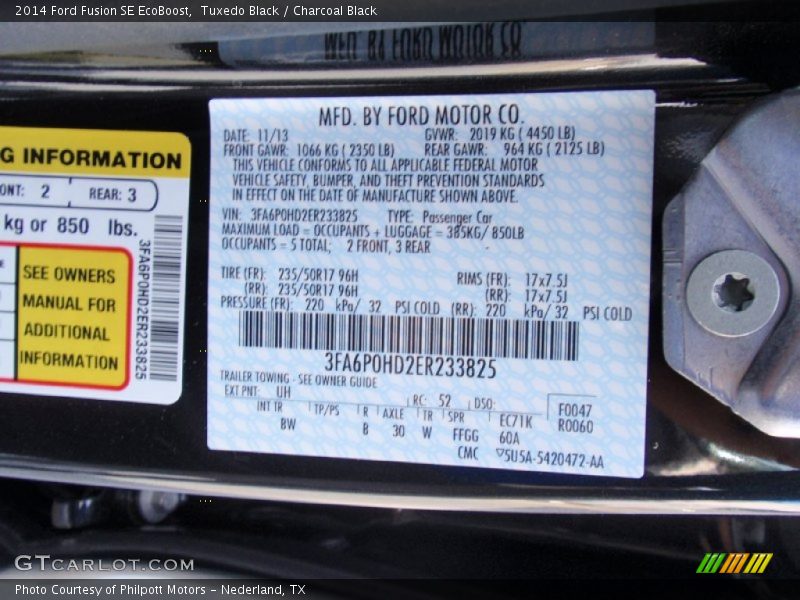 2014 Ford Fusion SE EcoBoost, Tuxedo Black / Charcoal Black
MFD. BY FORD MOTOR CO.
G INFORMATION
ONT: 2 REAR: 3
kg or 850 lbs.
SEE OWNERS
MANUAL FOR
ADDITIONAL
INFORMATION
3FA6P0HD2ER233825
MFD. BY FORD MOTOR CO.
DATE: 11/13 GVWR: 2019 KG ( 4450 LB)
FRONT GAWR: 1066 KG ( 2350 LB) REAR GAWR: 964 KG ( 2125 LB)
THIS VEHICLE CONFORMS TO ALL APPLICABLE FEDERAL MOTOR
VEHICLE SAFETY, BUMPER, AND THEFT PREVENTION STANDARDS
IN EFFECT ON THE DATE OF MANUFACTURE SHOWN ABOVE.
VIN: 3FA6P0HD2ER233825 TYPE: Passenger Car
MAXIMUM LOAD = OCCUPANTS + LUGGAGE = 385KG/ 850LB
OCCUPANTS = 5 TOTAL; 2 FRONT, 3 REAR
TIRE (FR): 235/50R17 96H RIMS (FR): 17x7.5J
(RR): 235/50R17 96H (RR): 17x7.5J
PRESSURE (FR): 220 kPa/ 32 PSI COLD (RR): 220 kPa/ 32 PSI COLD
3FA6P0HD2ER233825
TRAILER TOWING - SEE OWNER GUIDE
EXT PNT: UH RC: 52 DSO:
INT TR TP/PS R AXLE TR SPR EC71K F0047
BW 8 30 W FFGG 60A R0060
CMC ▽5U5A-5420472-AA
GTCARLOT.COM
Photo Courtesy of Philpott Motors – Nederland, TX